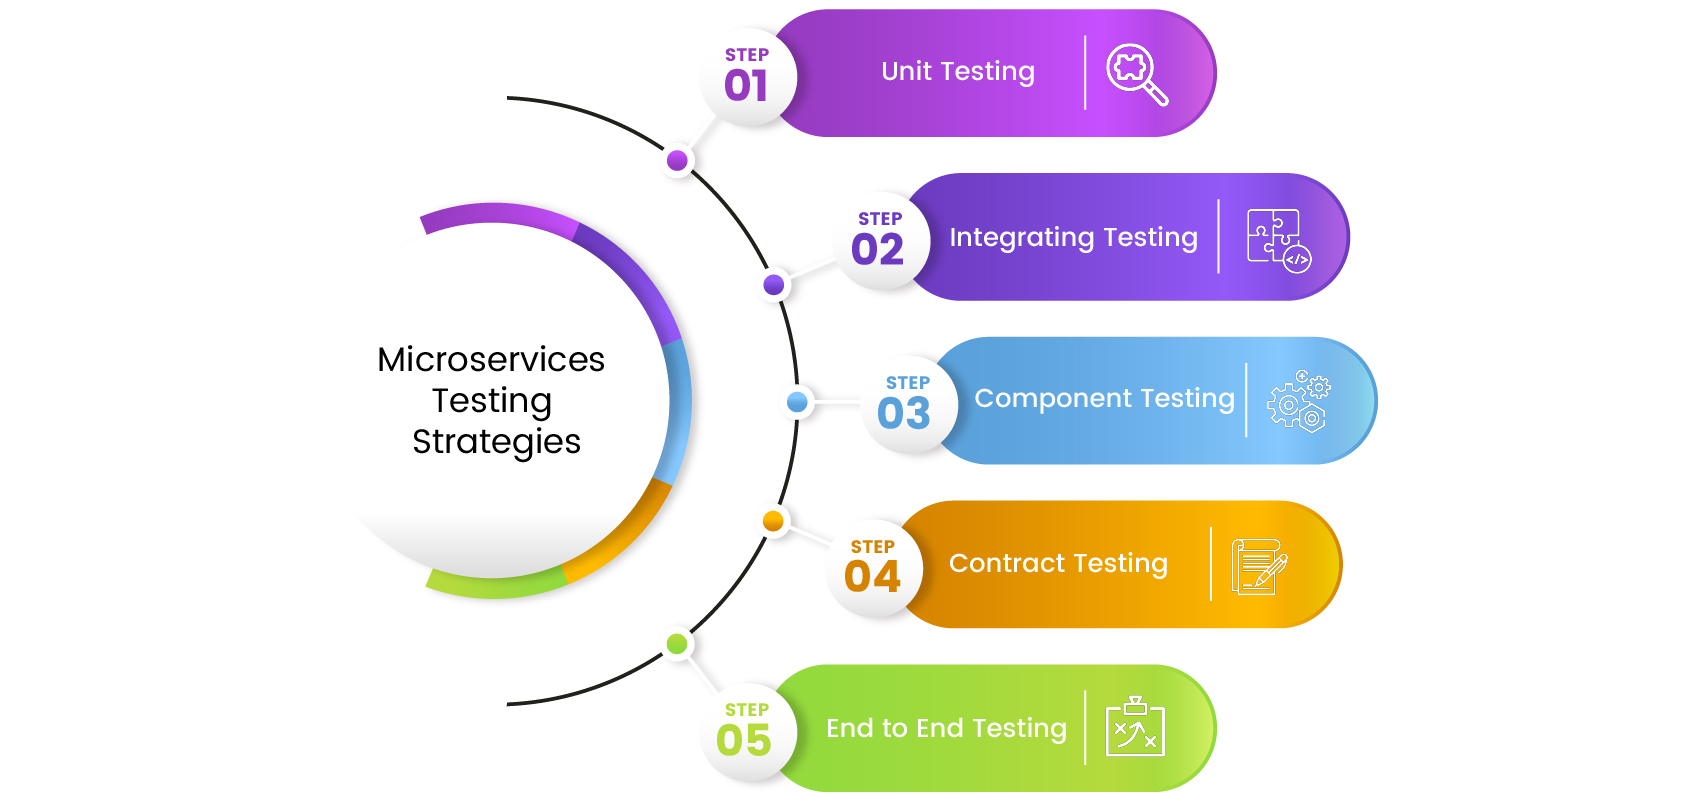 Microservices
Testing
Strategies
STEP
01
Unit Testing
STEP
02
Integrating Testing
</>
STEP
03
Component Testing
STEP
04
Contract Testing
STEP
05
End to End Testing